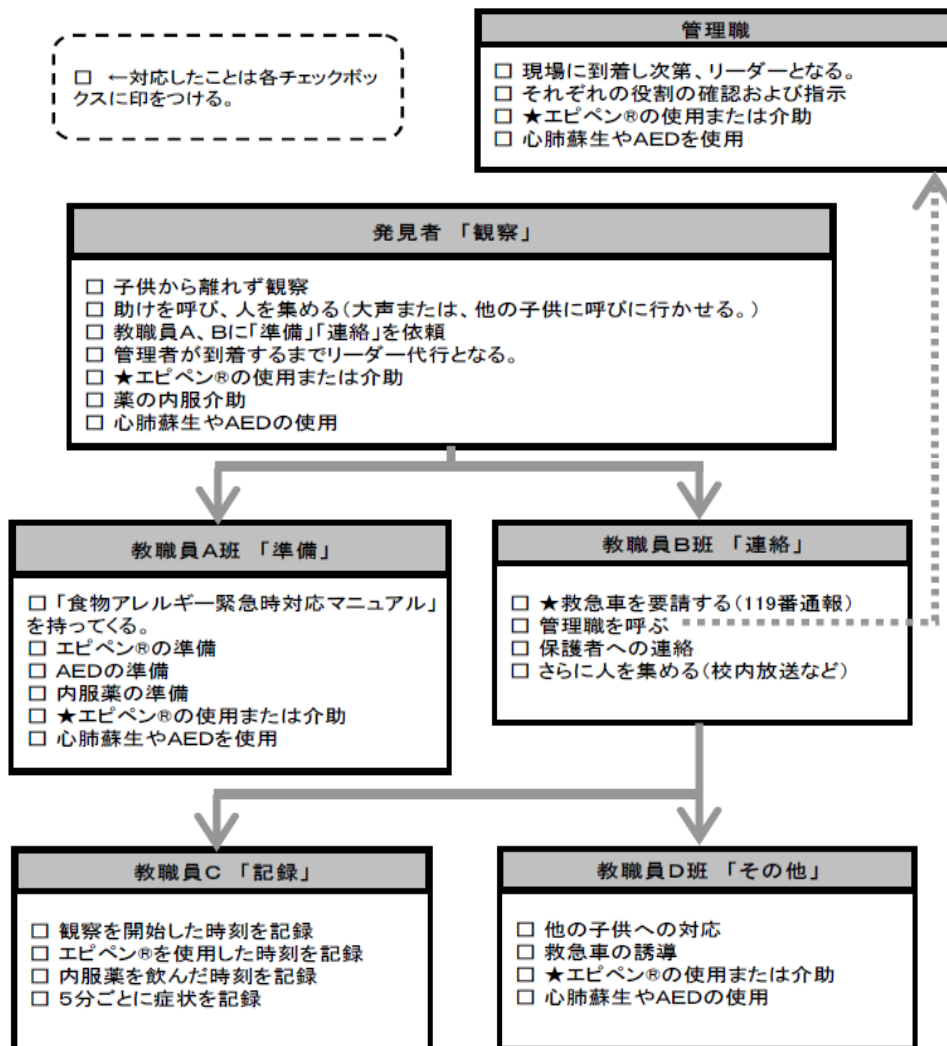 □ ←対応したことは各チェックボッ
クスに印をつける。
管理職
□ 現場に到着し次第、リーダーとなる。
□ それぞれの役割の確認および指示
□ ★エピペン®の使用または介助
□ 心肺蘇生やAEDを使用
発見者 「観察」
□ 子供から離れず観察
□ 助けを呼び、人を集める(大声または、他の子供に呼びに行かせる。)
□ 教職員A、Bに「準備」「連絡」を依頼
□ 管理者が到着するまでリーダー代行となる。
□ ★エピペン®の使用または介助
□ 薬の内服介助
□ 心肺蘇生やAEDの使用
教職員A班 「準備」
□「食物アレルギー緊急時対応マニュアル」
を持ってくる。
□ エピペン®の準備
□ AEDの準備
□ 内服薬の準備
□ ★エピペン®の使用または介助
□ 心肺蘇生やAEDを使用
教職員B班 「連絡」
□ ★救急車を要請する(119番通報)
□ 管理職を呼ぶ
□ 保護者への連絡
□ さらに人を集める(校内放送など)
教職員C 「記録」
□ 観察を開始した時刻を記録
□ エピペン®を使用した時刻を記録
□ 内服薬を飲んだ時刻を記録
□ 5分ごとに症状を記録
教職員D班 「その他」
□ 他の子供への対応
□ 救急車の誘導
□ ★エピペン®の使用または介助
□ 心肺蘇生やAEDの使用